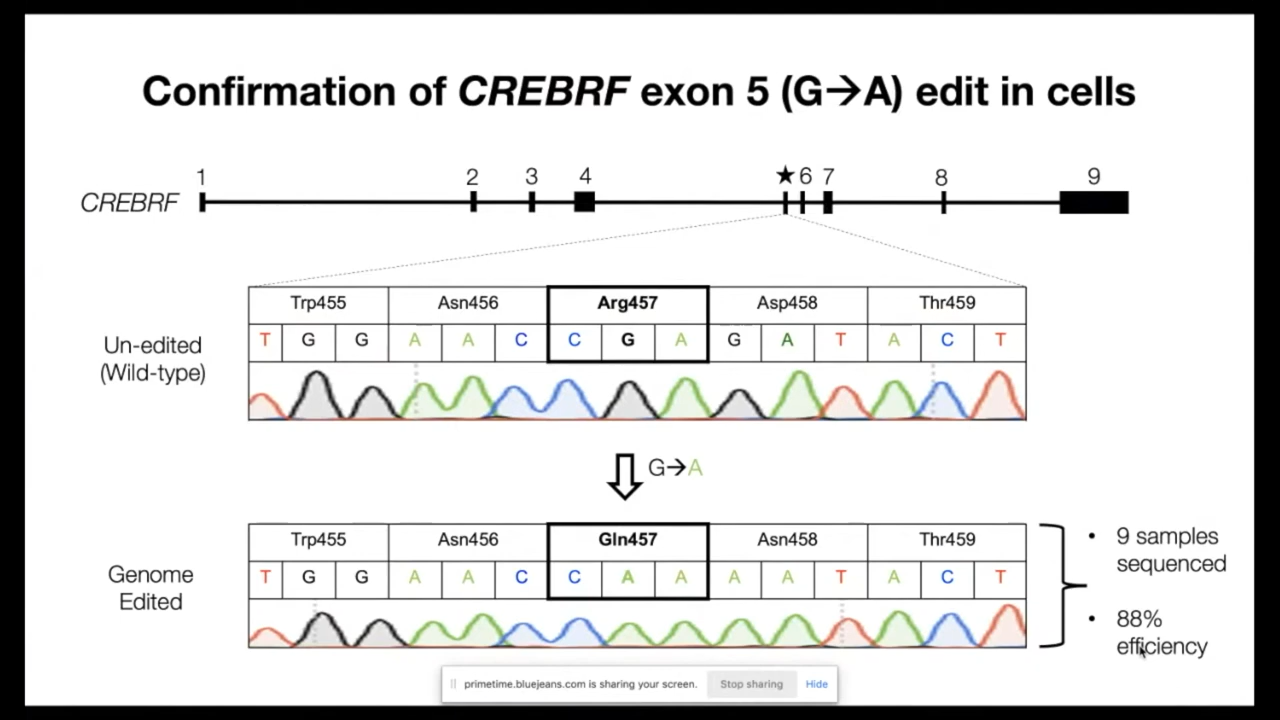 Confirmation of CREBRF exon 5 (G→A) edit in cells
1 2 3 4 ★ 6 7 8 9
CREBRF
Trp455 Asn456 Arg457 Asp458 Thr459
Un-edited
(Wild-type)
T G G A A C C G A G A T A C T
G→A
Trp455 Asn456 Gln457 Asn458 Thr459
Genome
Edited
T G G A A C C A A A A T A C T
• 9 samples
sequenced
• 88%
efficiency
primetime.bluejeans.com is sharing your screen. Stop sharing Hide